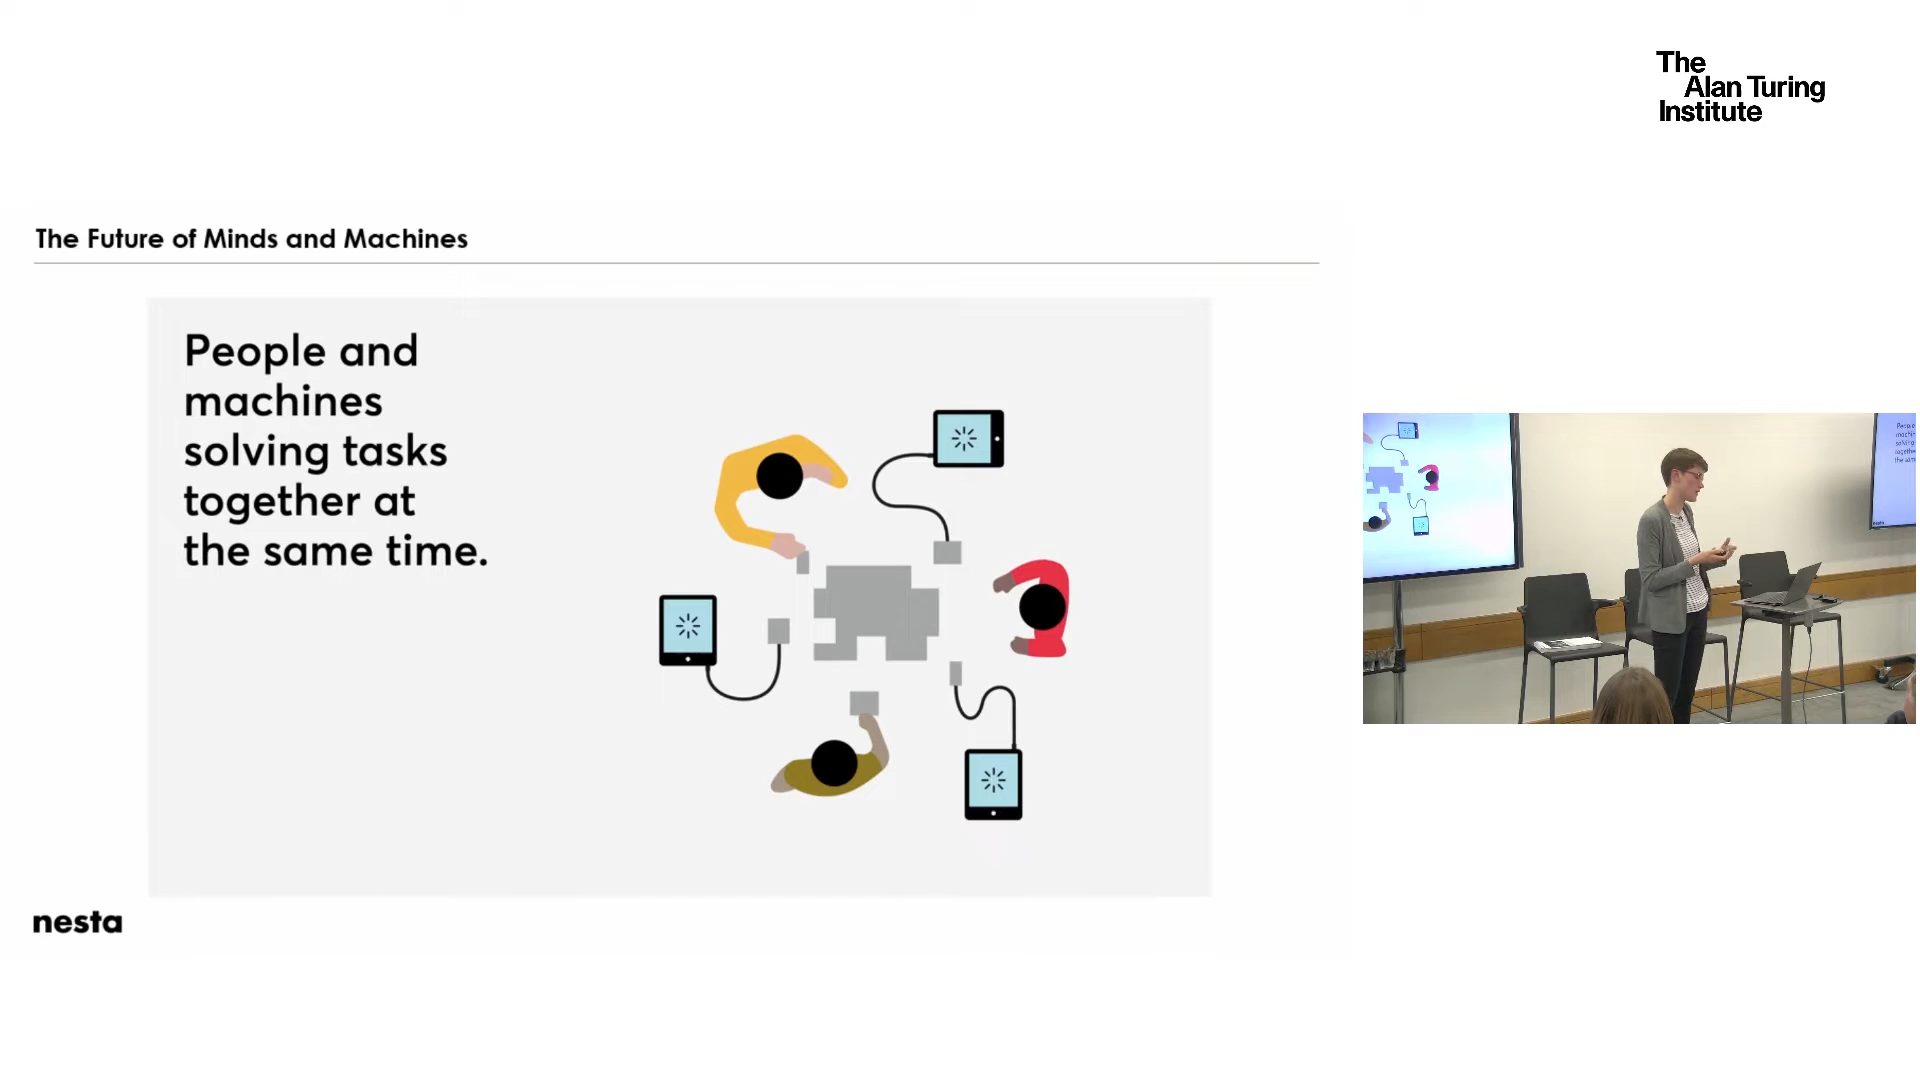 The
Alan Turing
Institute
The Future of Minds and Machines
People and
machines
solving tasks
together at
the same time.
nesta